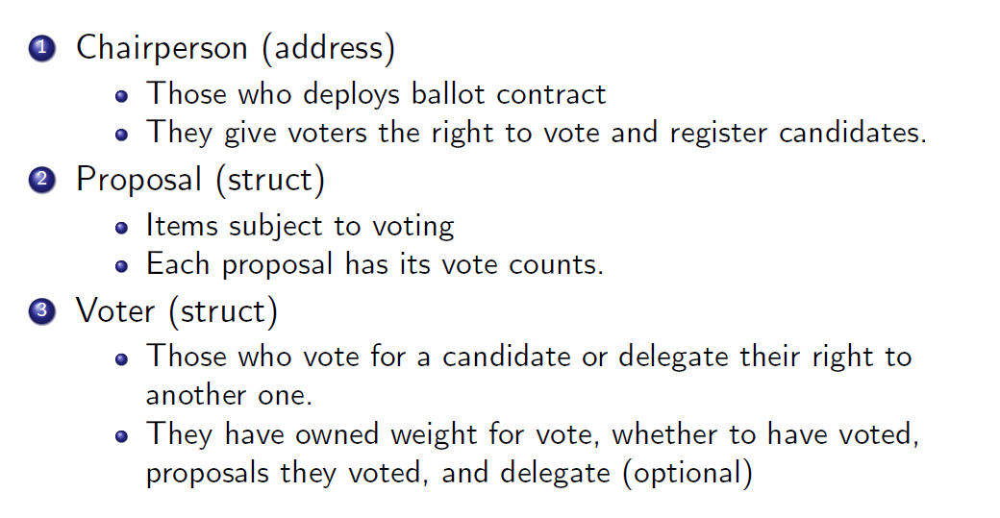 1 Chairperson (address)
Those who deploys ballot contract
They give voters the right to vote and register candidates.
2 Proposal (struct)
Items subject to voting
Each proposal has its vote counts.
3 Voter (struct)
Those who vote for a candidate or delegate their right to
another one.
They have owned weight for vote, whether to have voted,
proposals they voted, and delegate (optional)